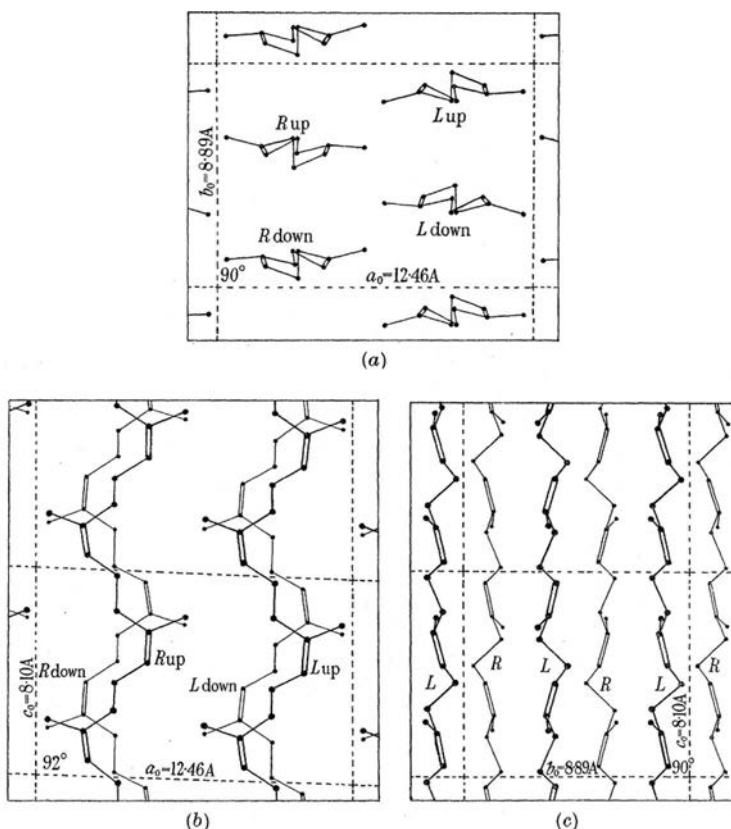 R up
L up
b₀=8·89A
R down
L down
90°
a₀=12·46A
(a)
R down
R up
L down
L up
c₀=8·10A
92°
a₀=12·46A
(b)
L
R
L
R
L
R
c₀=8·10A
b₀=8·89A
90°
(c)